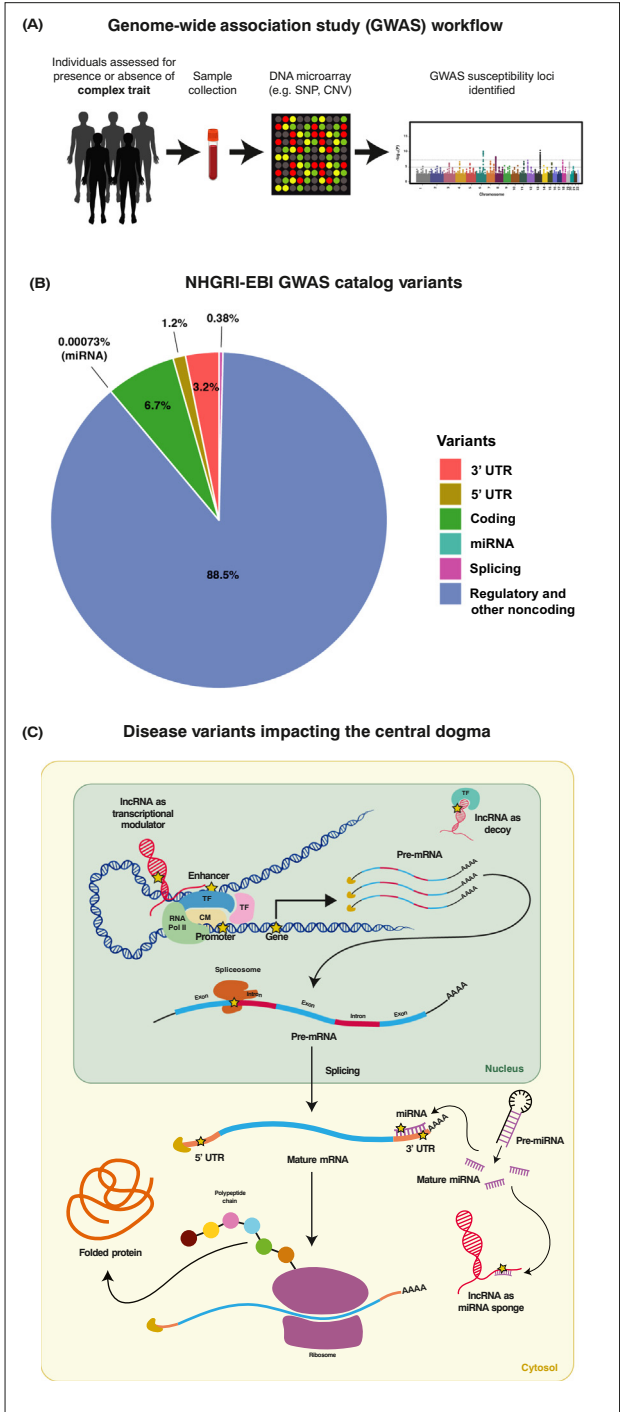 (A)
Genome-wide association study (GWAS) workflow
Individuals assessed for
presence or absence of
complex trait
Sample
collection
DNA microarray
(e.g. SNP, CNV)
GWAS susceptibility loci
identified
-log₁₀(P)
Chromosome
(B)
NHGRI-EBI GWAS catalog variants
0.00073%
(miRNA)
1.2%
0.38%
3.2%
6.7%
88.5%
Variants
3' UTR
5' UTR
Coding
miRNA
Splicing
Regulatory and
other noncoding
(C)
Disease variants impacting the central dogma
lncRNA as
transcriptional
modulator
TF
lncRNA as
decoy
Enhancer
Pre-mRNA
AAAA
AAAA
AAAA
TF
TF
CM
RNA
Pol II
Promoter
Gene
Spliceosome
Exon
Intron
Exon
Intron
Exon
AAAA
Pre-mRNA
Nucleus
Splicing
miRNA
AAAA
Pre-miRNA
5' UTR
3' UTR
Mature mRNA
Mature miRNA
Polypeptide
chain
Folded protein
AAAA
lncRNA as
miRNA sponge
Ribosome
Cytosol